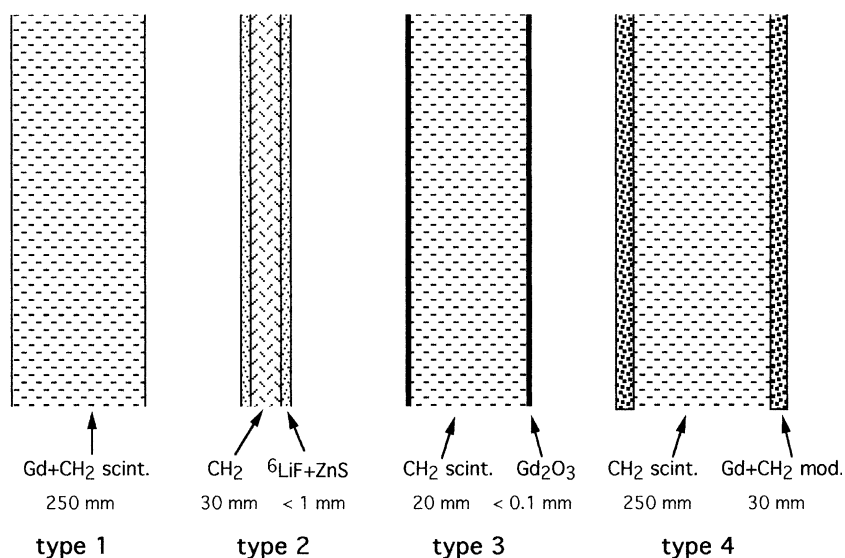 Gd+CH₂ scint. CH₂ ⁶LiF+ZnS CH₂ scint. Gd₂O₃ CH₂ scint. Gd+CH₂ mod.
250 mm 30 mm < 1 mm 20 mm < 0.1 mm 250 mm 30 mm
type 1 type 2 type 3 type 4